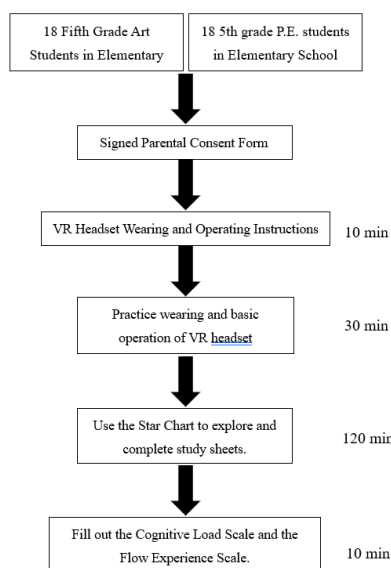 18 Fifth Grade Art
Students in Elementary
18 5th grade P.E. students
in Elementary School
Signed Parental Consent Form
VR Headset Wearing and Operating Instructions
10 min
Practice wearing and basic
operation of VR headset
30 min
Use the Star Chart to explore and
complete study sheets.
120 min
Fill out the Cognitive Load Scale and the
Flow Experience Scale.
10 min